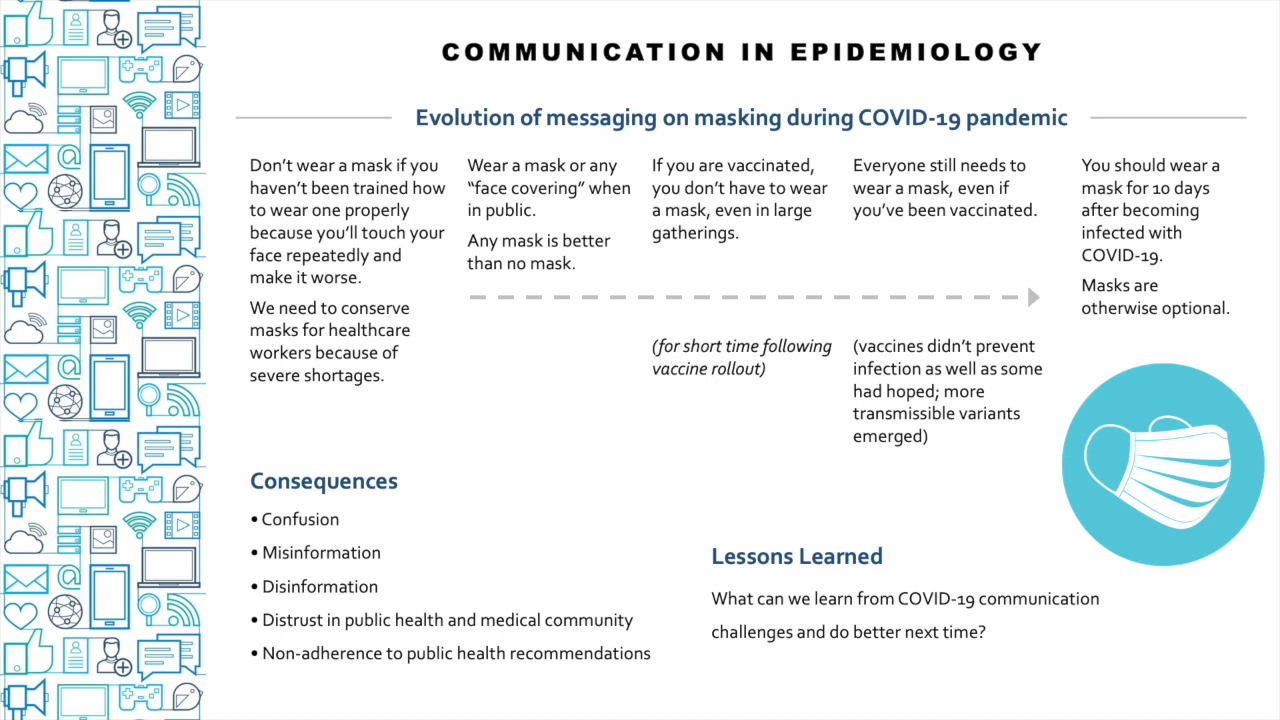 COMMUNICATION IN EPIDEMIOLOGY
Evolution of messaging on masking during COVID-19 pandemic
Don't wear a mask if you
haven't been trained how
to wear one properly
because you'll touch your
face repeatedly and
make it worse.
We need to conserve
masks for healthcare
workers because of
severe shortages.
Wear a mask or any
“face covering” when
in public.
Any mask is better
than no mask.
If you are vaccinated,
you don't have to wear
a mask, even in large
gatherings.
(for short time following
vaccine rollout)
Everyone still needs to
wear a mask, even if
you've been vaccinated.
(vaccines didn't prevent
infection as well as some
had hoped; more
transmissible variants
emerged)
You should wear a
mask for 10 days
after becoming
infected with
COVID-19.
Masks are
otherwise optional.
Consequences
• Confusion
• Misinformation
• Disinformation
• Distrust in public health and medical community
• Non-adherence to public health recommendations
Lessons Learned
What can we learn from COVID-19 communication
challenges and do better next time?